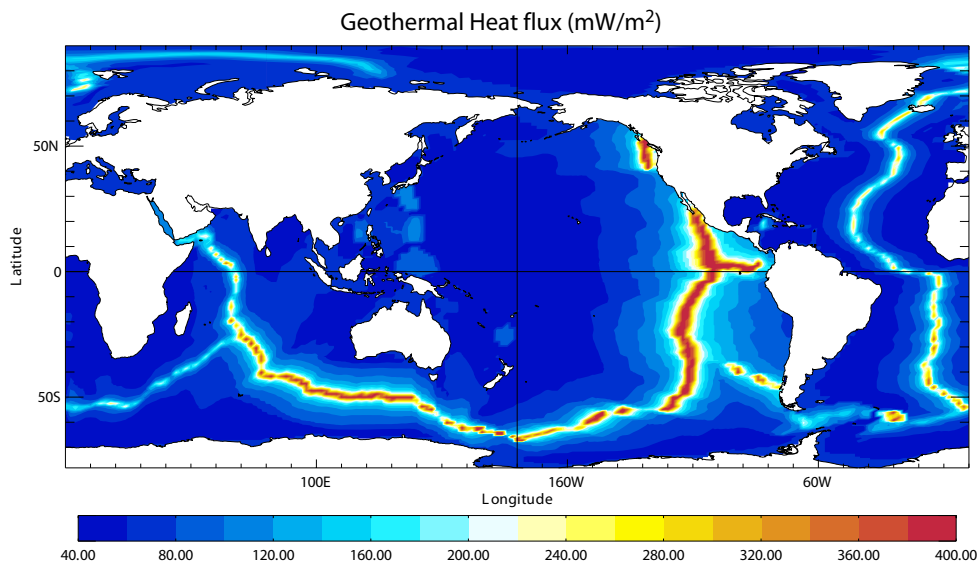 Geothermal Heat flux (mW/m²)
Latitude
50N
0
50S
100E
160W
60W
Longitude
40.00
80.00
120.00
160.00
200.00
240.00
280.00
320.00
360.00
400.00